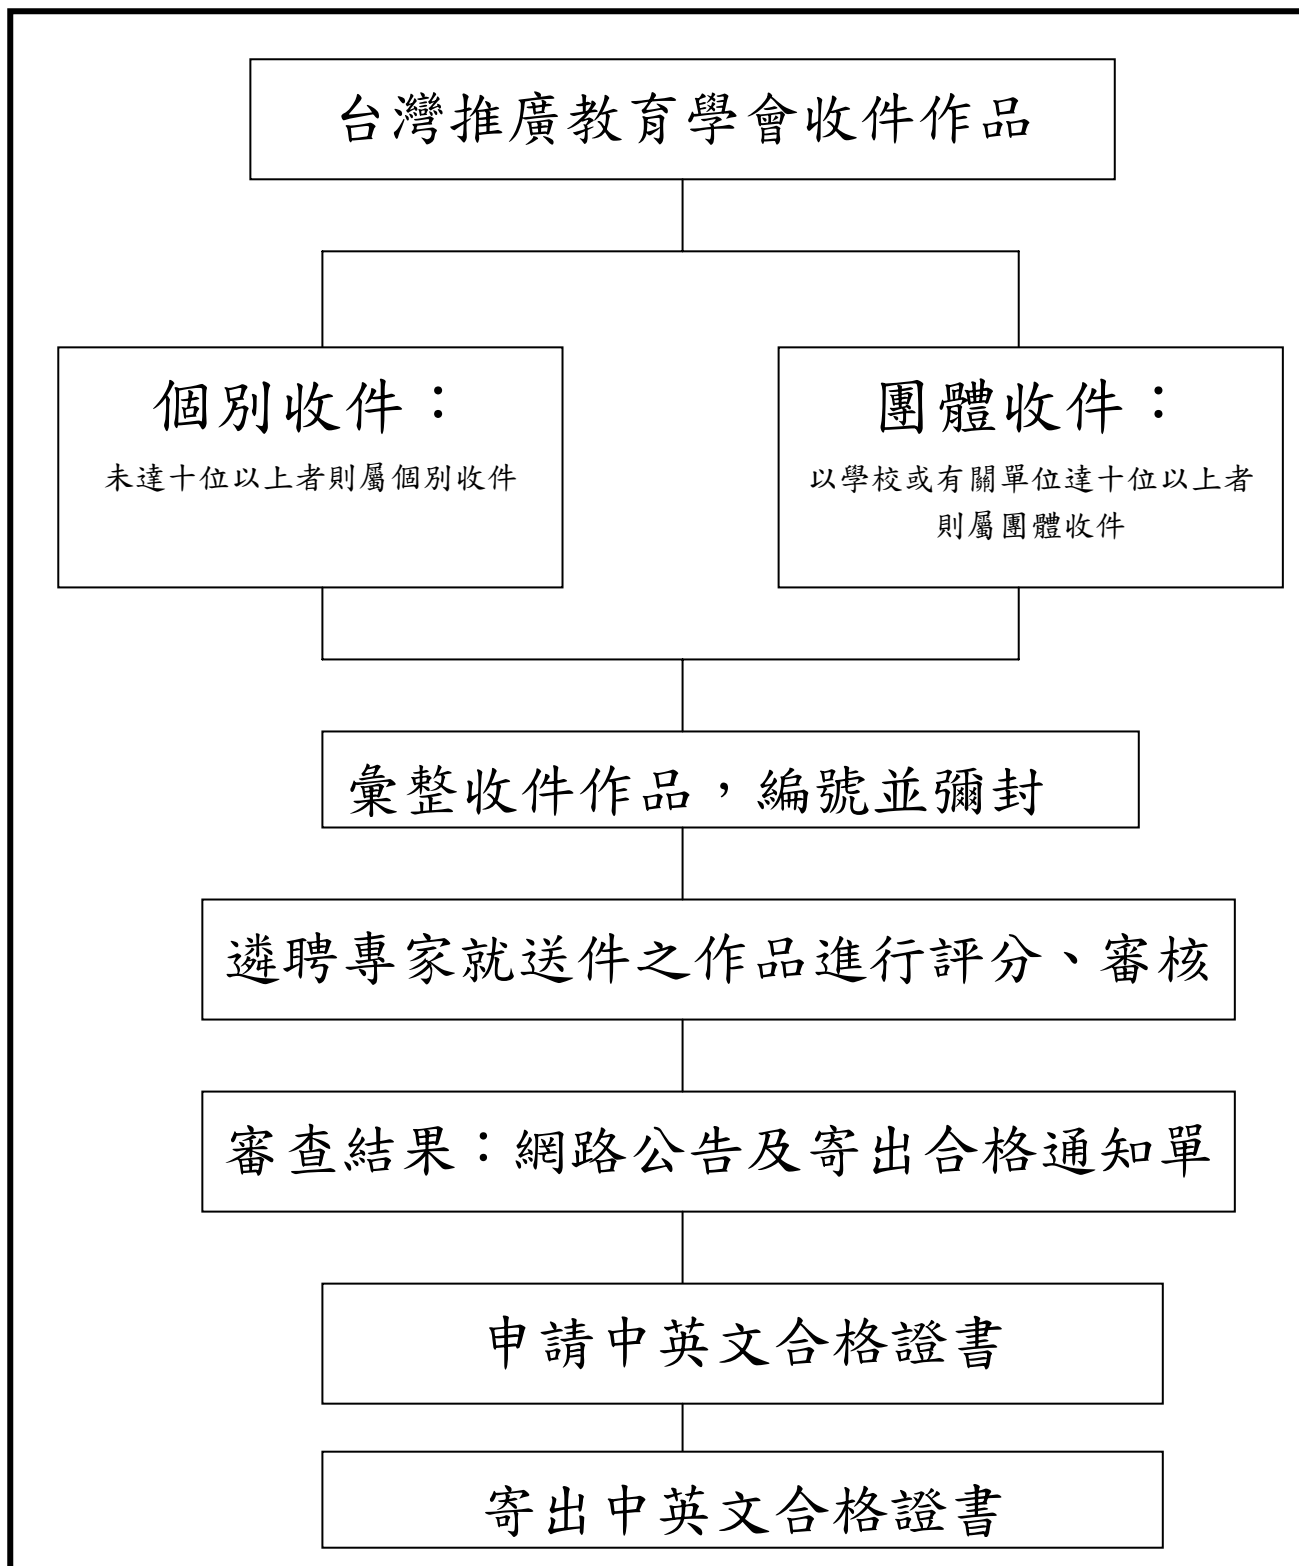 台灣推廣教育學會收件作品
個別收件：
未達十位以上者則屬個別收件
團體收件：
以學校或有關單位達十位以上者
則屬團體收件
彙整收件作品，編號並彌封
遴聘專家就送件之作品進行評分、審核
審查結果：網路公告及寄出合格通知單
申請中英文合格證書
寄出中英文合格證書